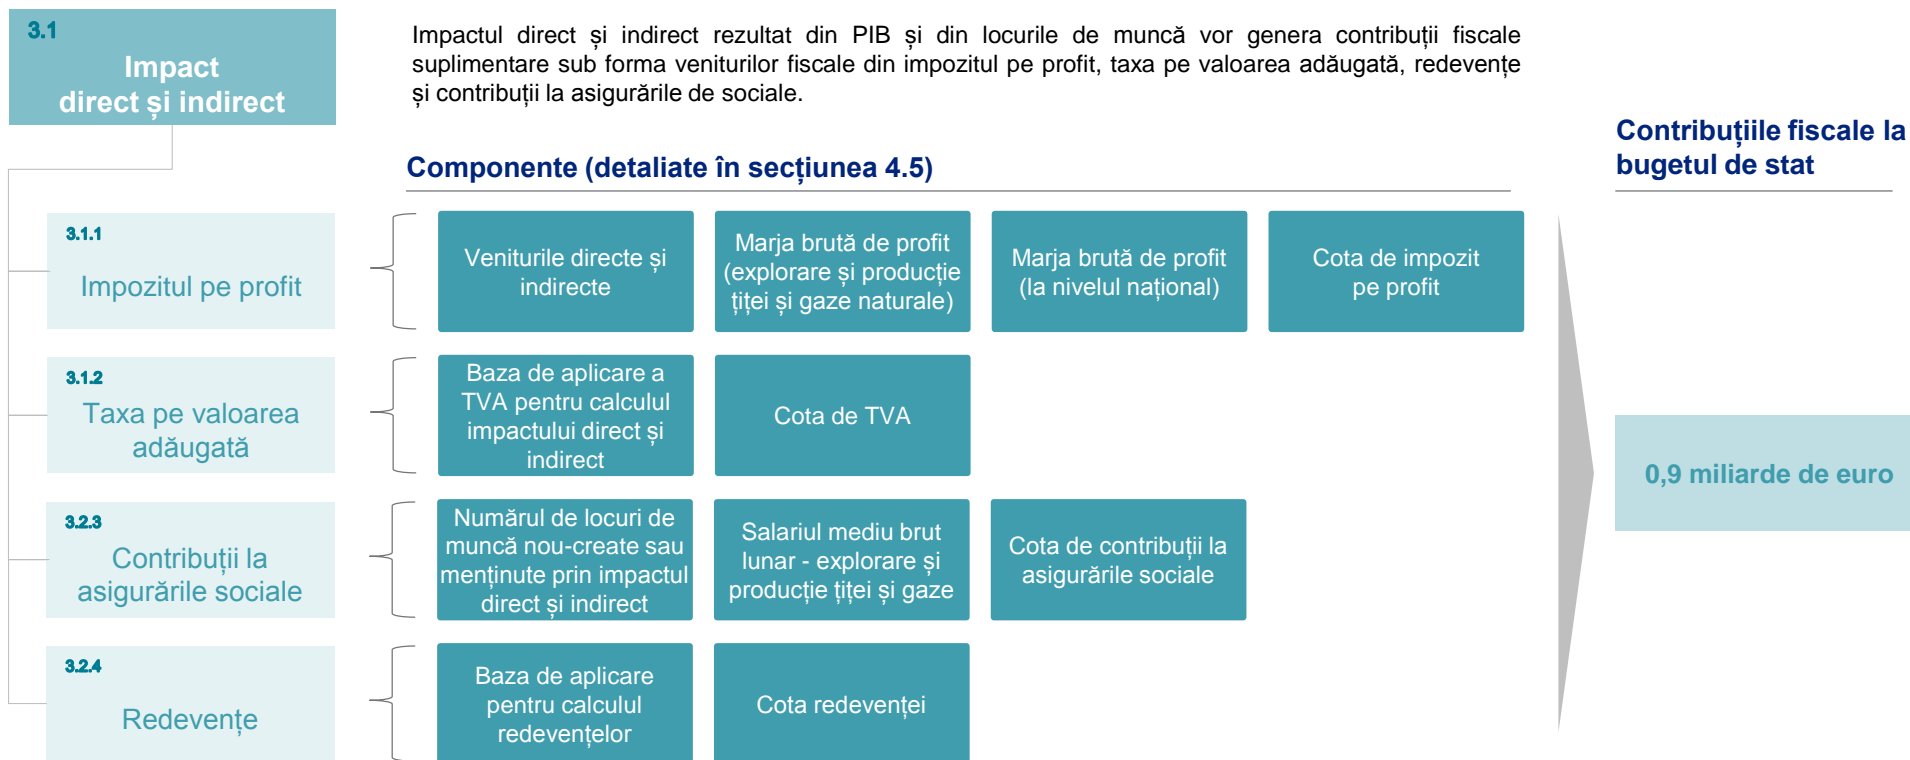 3.1
Impact
direct și indirect
Impactul direct și indirect rezultat din PIB și din locurile de muncă vor genera contribuții fiscale
suplimentare sub forma veniturilor fiscale din impozitul pe profit, taxa pe valoarea adăugată, redevențe
și contribuții la asigurările de sociale.
Componente (detaliate în secțiunea 4.5)
Contribuțiile fiscale la
bugetul de stat
3.1.1
Impozitul pe profit
Veniturile directe și
indirecte
Marja brută de profit
(explorare și producție
țiței și gaze naturale)
Marja brută de profit
(la nivelul național)
Cota de impozit
pe profit
3.1.2
Taxa pe valoarea
adăugată
Baza de aplicare a
TVA pentru calculul
impactului direct și
indirect
Cota de TVA
3.2.3
Contribuții la
asigurările sociale
Numărul de locuri de
muncă nou-create sau
menținute prin impactul
direct și indirect
Salariul mediu brut
lunar - explorare și
producție țiței și gaze
Cota de contribuții la
asigurările sociale
3.2.4
Redevențe
Baza de aplicare
pentru calculul
redevențelor
Cota redevenței
0,9 miliarde de euro